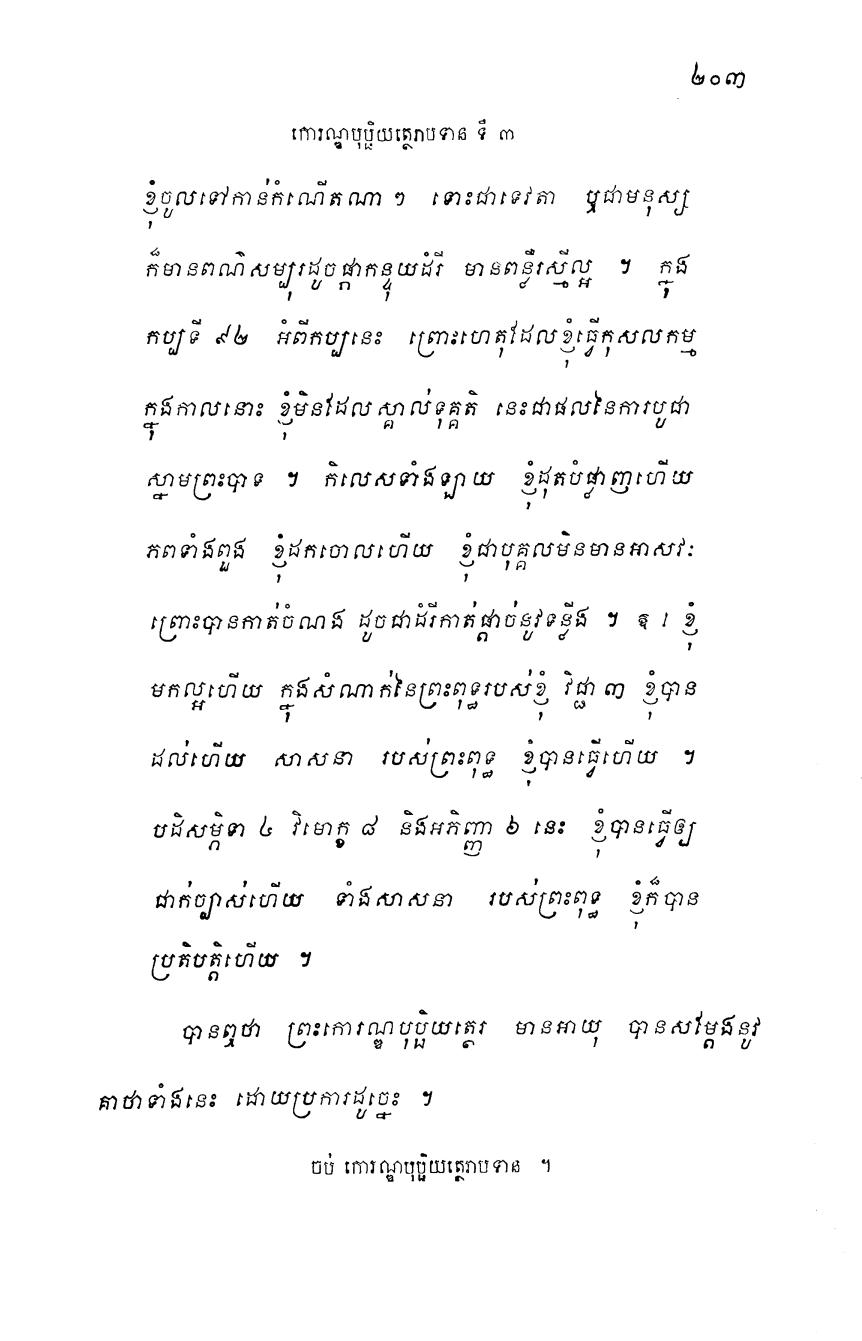 ២០៣
កោរណ្ឌបុប្ផិយត្ថេរាបទាន ទី ៣
ខ្ញុំចូលទៅកាន់កំណើតណា ៗ ទោះជាទេវតា ឬជាមនុស្ស
ក៏មានពណ៌សម្បុរដូចផ្កាកន្ទុយដំរី មានពន្លឺរស្មីល្អ ។ ក្នុង
កប្បទី ៩២ អំពីកប្បនេះ ព្រោះហេតុដែលខ្ញុំធ្វើកុសលកម្ម
ក្នុងកាលនោះ ខ្ញុំមិនដែលស្គាល់ទុគ្គតិ នេះជាផលនៃការបូជា
ស្នាមព្រះបាទ ។ កិលេសទាំងឡាយ ខ្ញុំដុតបំផ្លាញហើយ
ភពទាំងពួង ខ្ញុំដកចោលហើយ ខ្ញុំជាបុគ្គលមិនមានអាសវៈ
ព្រោះបានកាត់ចំណង ដូចជាដំរីកាត់ផ្តាច់នូវទន្លីង ។ ឱ ! ខ្ញុំ
មកល្អហើយ ក្នុងសំណាក់នៃព្រះពុទ្ធរបស់ខ្ញុំ វិជ្ជា ៣ ខ្ញុំបាន
ដល់ហើយ សាសនា របស់ព្រះពុទ្ធ ខ្ញុំបានធ្វើហើយ ។
បដិសម្ភិទា ៤ វិមោក្ខ ៨ និងអភិញ្ញា ៦ នេះ ខ្ញុំបានធ្វើឲ្យ
ជាក់ច្បាស់ហើយ ទាំងសាសនា របស់ព្រះពុទ្ធ ខ្ញុំក៏បាន
ប្រតិបត្តិហើយ ។
បានឮថា ព្រះកោរណ្ឌបុប្ផិយត្ថេរ មានអាយុ បានសម្តែងនូវ
គាថាទាំងនេះ ដោយប្រការដូច្នេះ ។
ចប់ កោរណ្ឌបុប្ផិយត្ថេរាបទាន ។